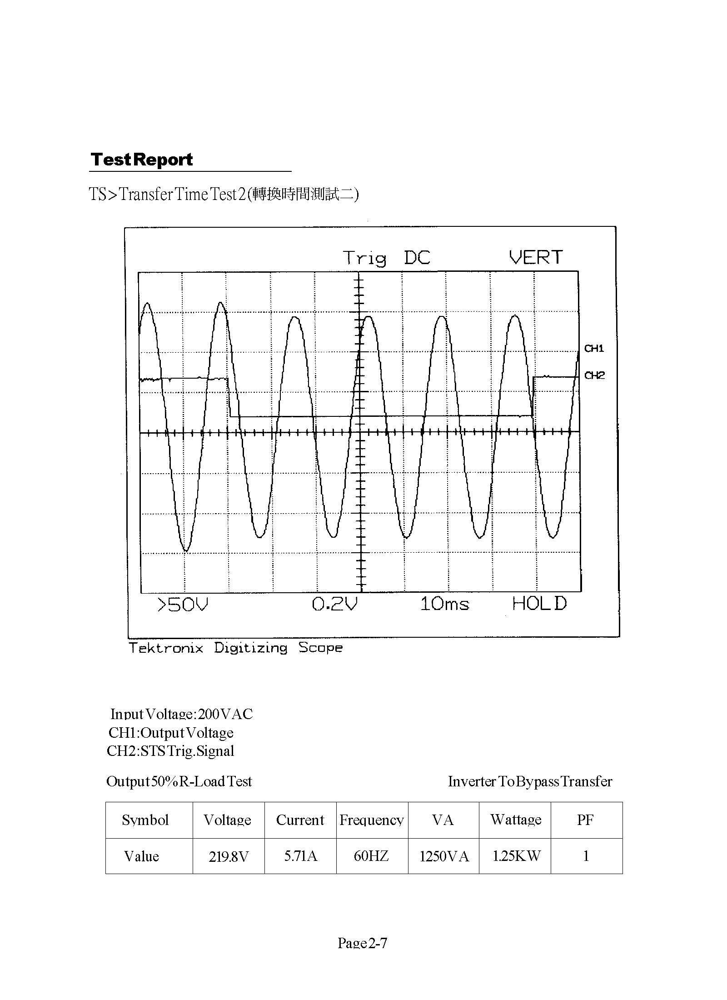 Test Report
TS>Transfer Time Test 2(轉換時間測試二)
Trig DC VERT
CH1
CH2
>50V 0.2V 10ms HOLD
Tektronix Digitizing Scope
Input Voltage:200VAC
CH1:Output Voltage
CH2:STS Trig.Signal
Output 50% R-Load Test Inverter To Bypass Transfer
Symbol Voltage Current Frequency VA Wattage PF
Value 219.8V 5.71A 60HZ 1250VA 1.25KW 1
Page 2-7